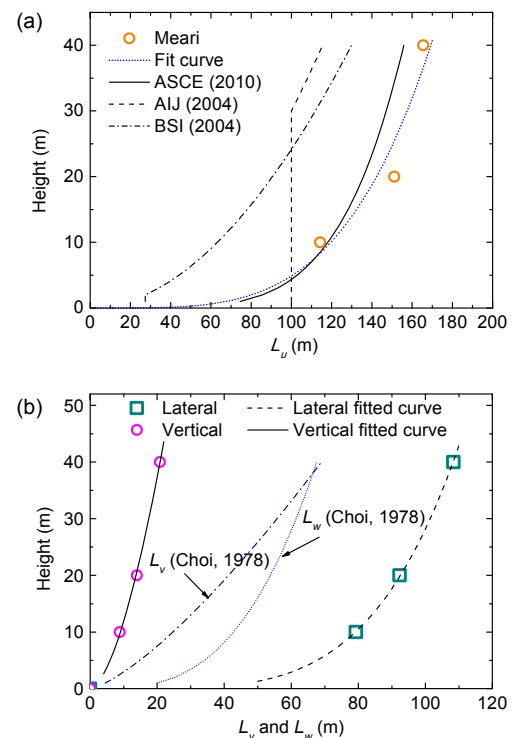 (a)
Meari
Fit curve
ASCE (2010)
AIJ (2004)
BSI (2004)
Height (m)
40
30
20
10
0
0 20 40 60 80 100 120 140 160 180 200
L_u (m)
(b)
Lateral Lateral fitted curve
Vertical Vertical fitted curve
L_w (Choi, 1978)
L_v (Choi, 1978)
Height (m)
50
40
30
20
10
0
0 20 40 60 80 100 120
L_v and L_w (m)